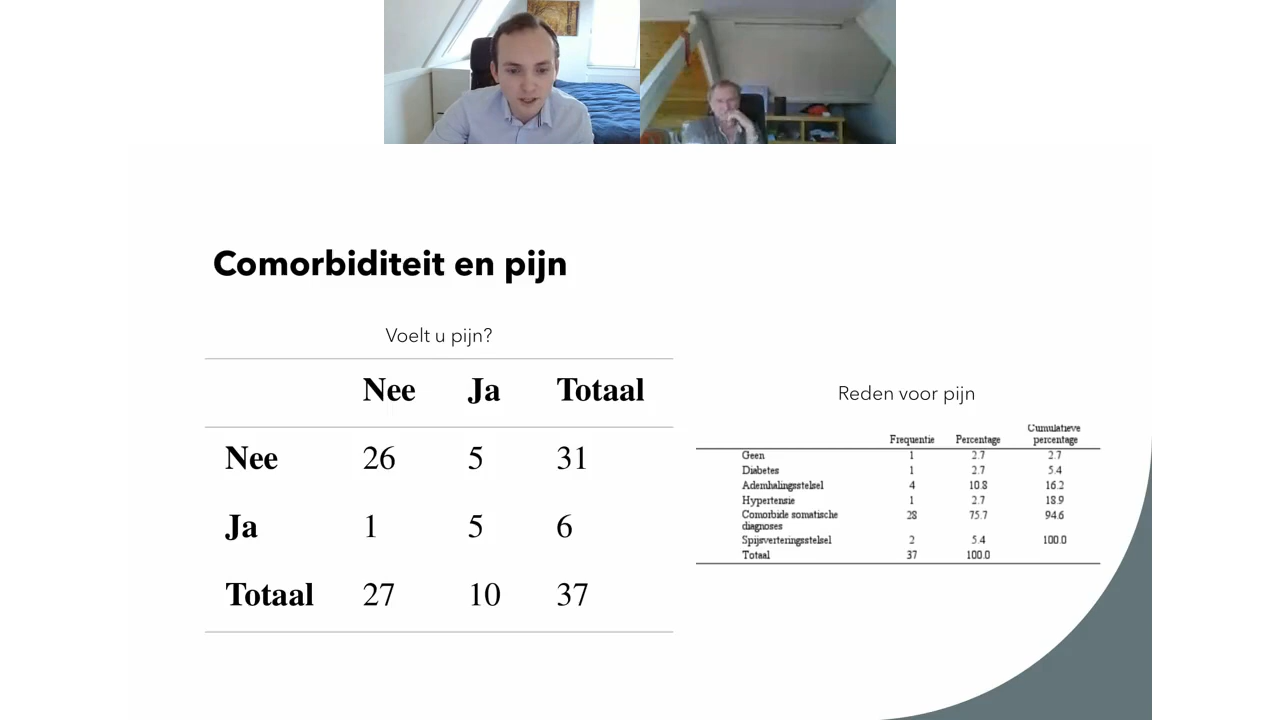 Comorbiditeit en pijn
Voelt u pijn?
Nee Ja Totaal
Nee 26 5 31
Ja 1 5 6
Totaal 27 10 37
Reden voor pijn
Cumulatieve
Frequentie Percentage percentage
Geen 1 2.7 2.7
Diabetes 1 2.7 5.4
Ademhalingsstelsel 4 10.8 16.2
Hypertensie 1 2.7 18.9
Comorbide somatische 28 75.7 94.6
diagnoses
Spijsverteringsstelsel 2 5.4 100.0
Totaal 37 100.0